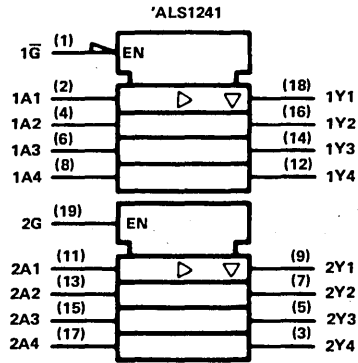 'ALS1241
1G̅ (1) EN
1A1 (2) (18) 1Y1
1A2 (4) (16) 1Y2
1A3 (6) (14) 1Y3
1A4 (8) (12) 1Y4
2G (19) EN
2A1 (11) (9) 2Y1
2A2 (13) (7) 2Y2
2A3 (15) (5) 2Y3
2A4 (17) (3) 2Y4